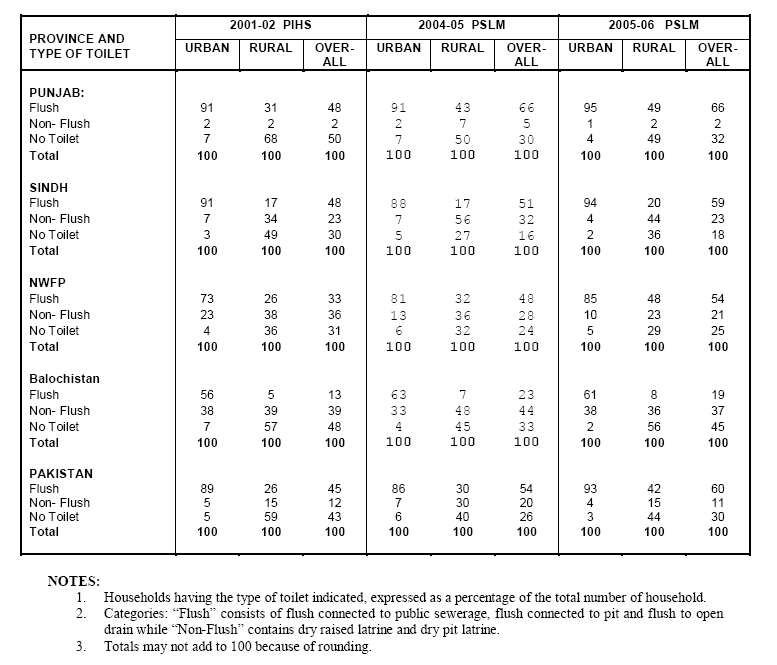 PROVINCE AND TYPE OF TOILET 2001-02 PIHS 2004-05 PSLM 2005-06 PSLM
URBAN RURAL OVER-ALL URBAN RURAL OVER-ALL URBAN RURAL OVER-ALL
PUNJAB:
Flush 91 31 48 91 43 66 95 49 66
Non- Flush 2 2 2 2 7 5 1 2 2
No Toilet 7 68 50 7 50 30 4 49 32
Total 100 100 100 100 100 100 100 100 100
SINDH
Flush 91 17 48 88 17 51 94 20 59
Non- Flush 7 34 23 7 56 32 4 44 23
No Toilet 3 49 30 5 27 16 2 36 18
Total 100 100 100 100 100 100 100 100 100
NWFP
Flush 73 26 33 81 32 48 85 48 54
Non- Flush 23 38 36 13 36 28 10 23 21
No Toilet 4 36 31 6 32 24 5 29 25
Total 100 100 100 100 100 100 100 100 100
Balochistan
Flush 56 5 13 63 7 23 61 8 19
Non- Flush 38 39 39 33 48 44 38 36 37
No Toilet 7 57 48 4 45 33 2 56 45
Total 100 100 100 100 100 100 100 100 100
PAKISTAN
Flush 89 26 45 86 30 54 93 42 60
Non- Flush 5 15 12 7 30 20 4 15 11
No Toilet 5 59 43 6 40 26 3 44 30
Total 100 100 100 100 100 100 100 100 100
NOTES:
1. Households having the type of toilet indicated, expressed as a percentage of the total number of household.
2. Categories: “Flush” consists of flush connected to public sewerage, flush connected to pit and flush to open
drain while “Non-Flush” contains dry raised latrine and dry pit latrine.
3. Totals may not add to 100 because of rounding.